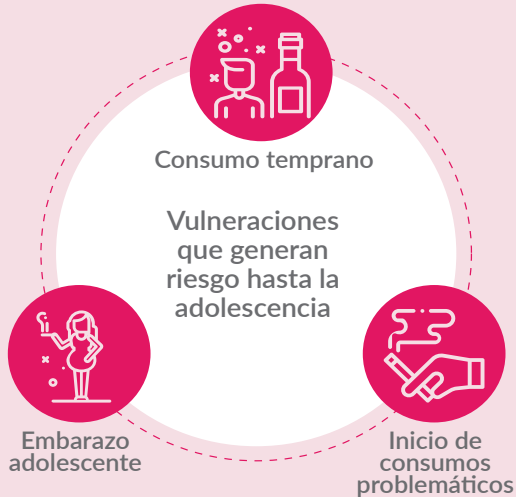 Consumo temprano
Vulneraciones
que generan
riesgo hasta la
adolescencia
Embarazo
adolescente
Inicio de
consumos
problemáticos